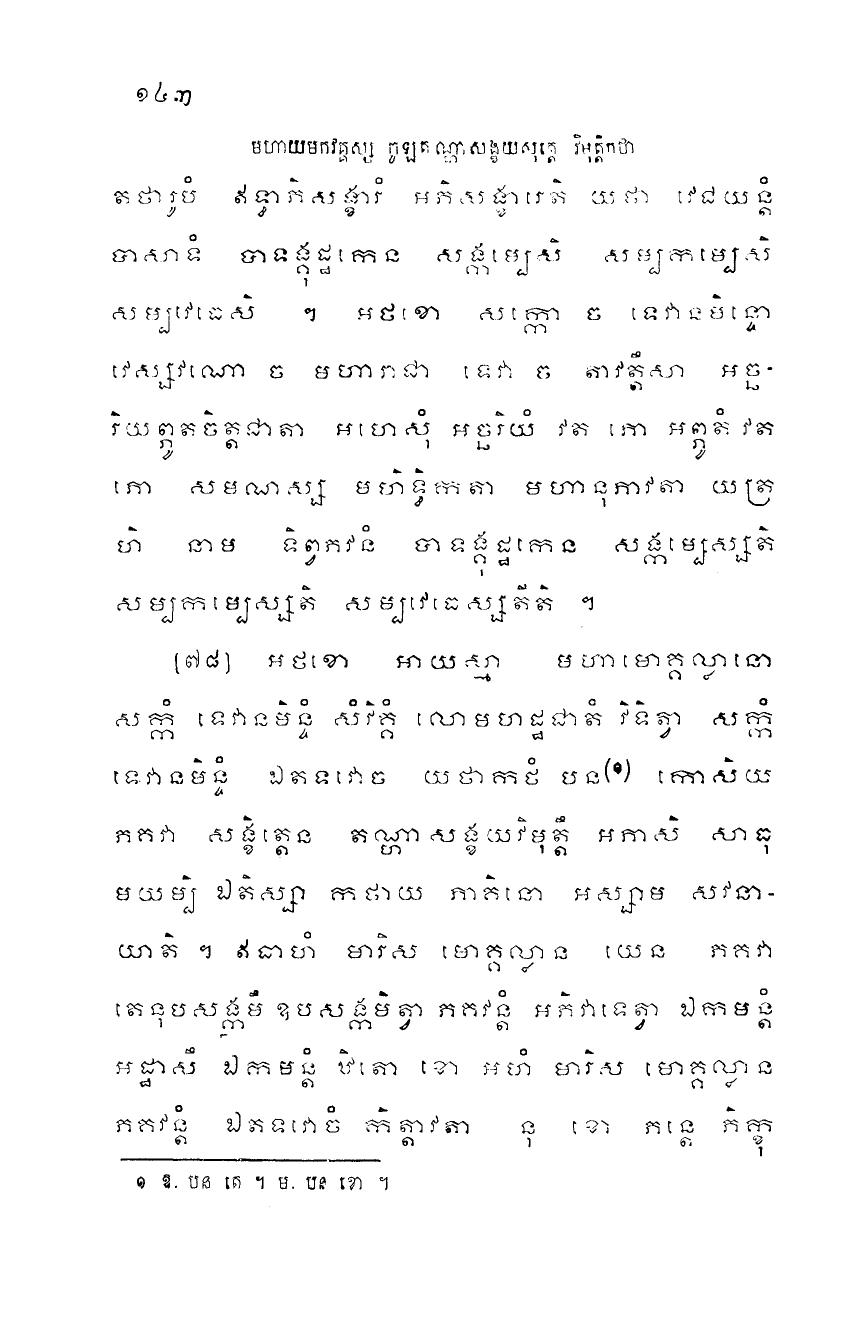 ១៤៣
មហាយមកវគ្គស្ស ចូឡតណ្ហាសង្ខយសុត្តេ វិមុត្តិកថា
តថារូបំ ឥទ្ធាភិសង្ខារំ អភិសង្ខារេតិ យថា វេជយន្តំ
បាសាទំ បាទង្គុដ្ឋកេន សង្កម្បេសិ សម្បកម្បេសិ
សម្បវេធេសិ ។ អថខោ សក្កោ ច ទេវានមិន្ទោ
វេស្សវណោ ច មហារាជា ទេវា ច តាវត្តឹសា អច្ឆ-
រិយព្ភូតចិត្តជាតា អហេសុំ អច្ឆរិយំ វត ភោ អព្ភូតំ វត
ភោ សមណស្ស មហិទ្ធិកតា មហានុភាវតា យត្រ
ហិ នាម ទិព្វភវនំ បាទង្គុដ្ឋកេន សង្កម្បេស្សតិ
សម្បកម្បេស្សតិ សម្បវេធេស្សតីតិ ។
[៧៨] អថខោ អាយស្មា មហាមោគ្គល្លានោ
សក្កំ ទេវានមិន្ទំ សំវិគ្គំ លោមហដ្ឋជាតំ វិទិត្វា សក្កំ
ទេវានមិន្ទំ ឯតទវោច យថាកថំ បន(១) កោសិយ
ភគវា សង្ខិត្តេន តណ្ហាសង្ខយវិមុត្តឹ អភាសិ សាធុ
មយម្បិ ឯតិស្សា កថាយ ភាគិនោ អស្សាម សវនា-
យាតិ ។ ឥធាហំ មារិស មោគ្គល្លាន យេន ភគវា
តេនុបសង្កមឹ ឧបសង្កមិត្វា ភគវន្តំ អភិវាទេត្វា ឯកមន្តំ
អដ្ឋាសឹ ឯកមន្តំ ឋិតោ ខោ អហំ មារិស មោគ្គល្លាន
ភគវន្តំ ឯតទវោចំ កិត្តាវតា នុ ខោ ភន្តេ ភិក្ខុ
១ ឱ. បន តេ ។ ម. បន ខោ ។